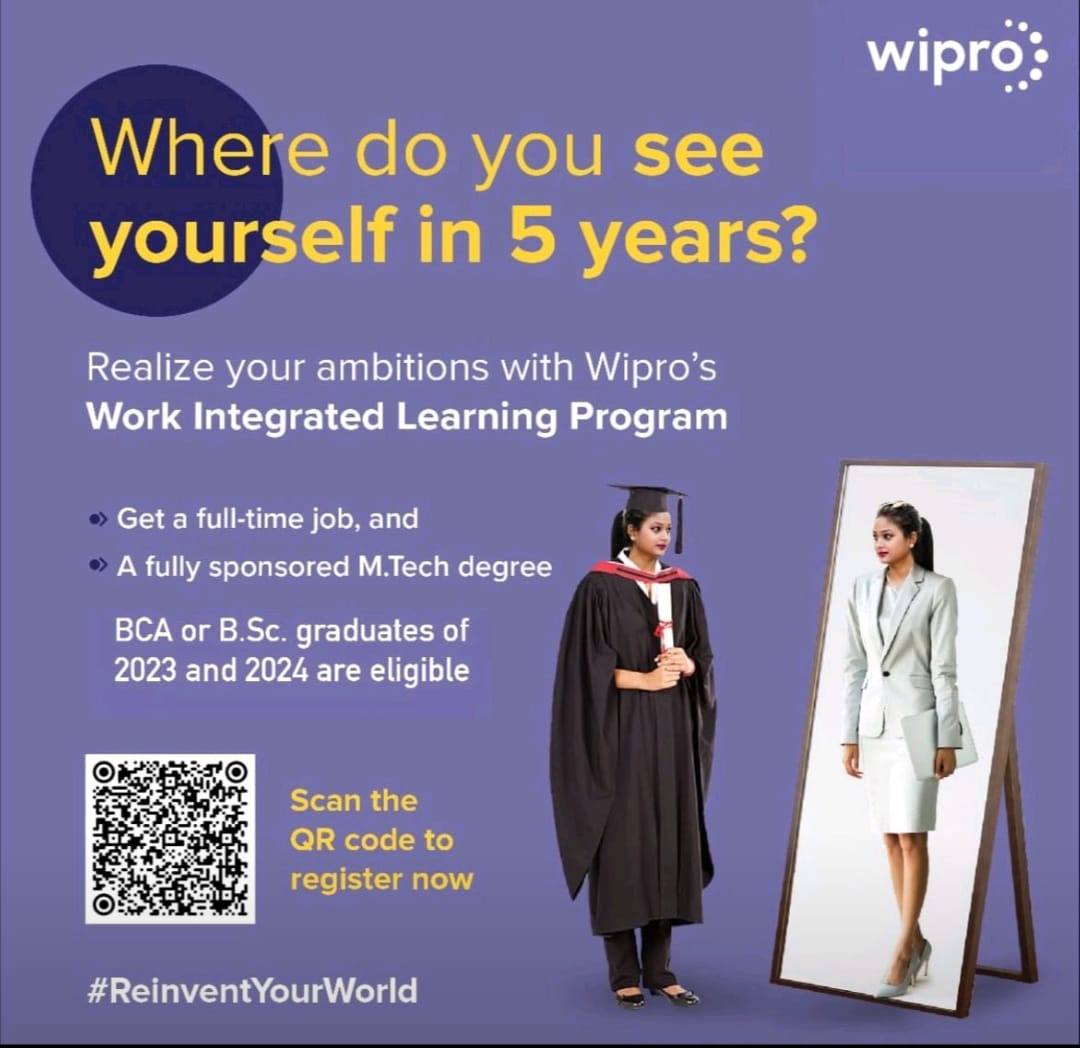 wipro
Where do you see
yourself in 5 years?
Realize your ambitions with Wipro's
Work Integrated Learning Program
Get a full-time job, and
A fully sponsored M.Tech degree
BCA or B.Sc. graduates of
2023 and 2024 are eligible
Scan the
QR code to
register now
#ReinventYourWorld